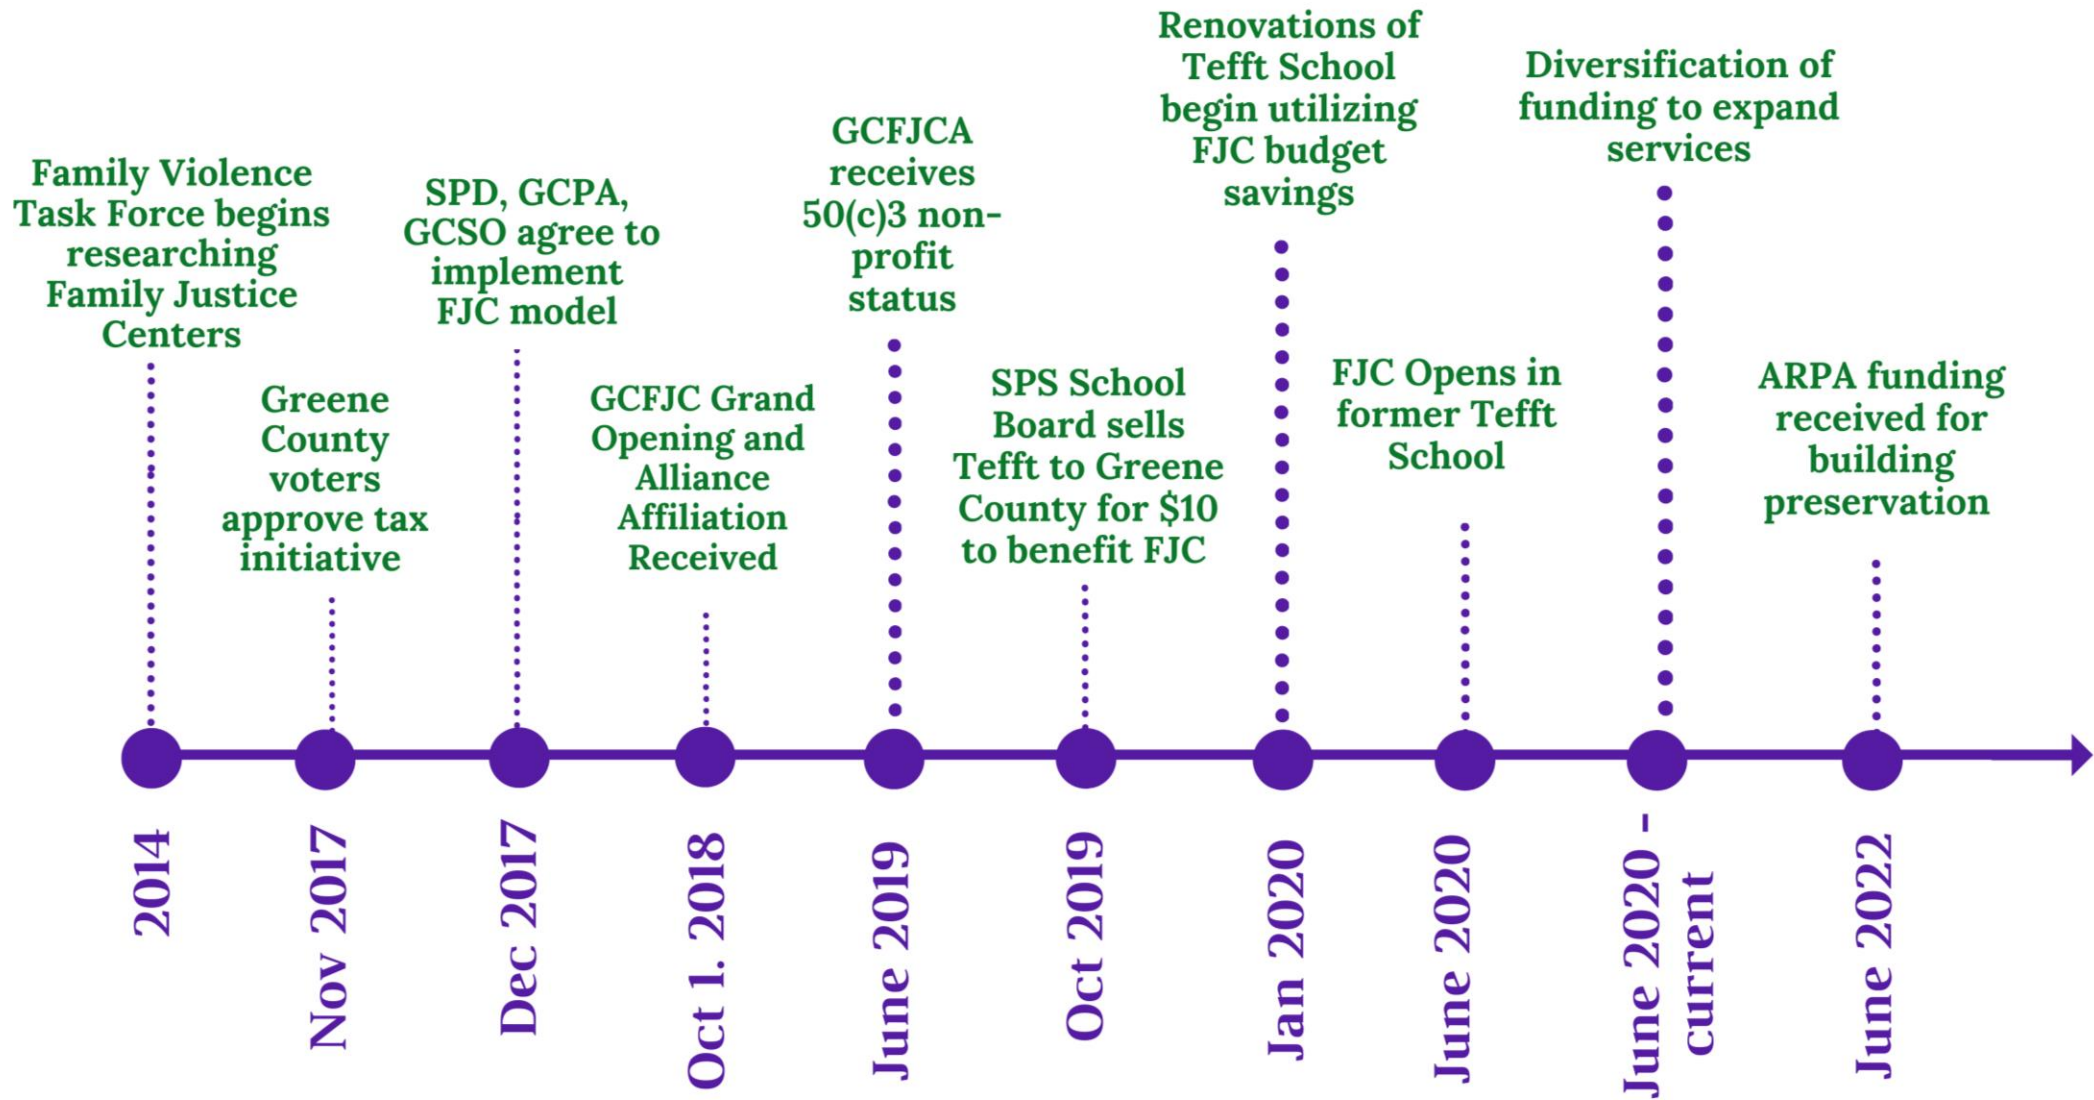 Family Violence
Task Force begins
researching
Family Justice
Centers
2014
Greene
County
voters
approve tax
initiative
Nov 2017
SPD, GCPA,
GCSO agree to
implement
FJC model
Dec 2017
GCFJC Grand
Opening and
Alliance
Affiliation
Received
Oct 1. 2018
GCFJCA
receives
50(c)3 non-
profit
status
June 2019
SPS School
Board sells
Tefft to Greene
County for $10
to benefit FJC
Oct 2019
Renovations of
Tefft School
begin utilizing
FJC budget
savings
Jan 2020
FJC Opens in
former Tefft
School
June 2020
Diversification of
funding to expand
services
June 2020 -
current
ARPA funding
received for
building
preservation
June 2022